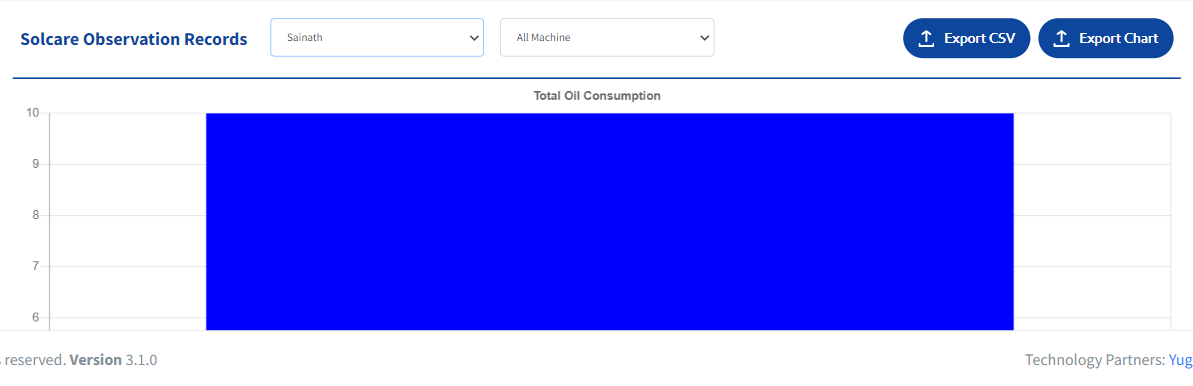 Solcare Observation Records Sainath All Machine Export CSV Export Chart
Total Oil Consumption
10
9
8
7
6
reserved. Version 3.1.0 Technology Partners: Yug